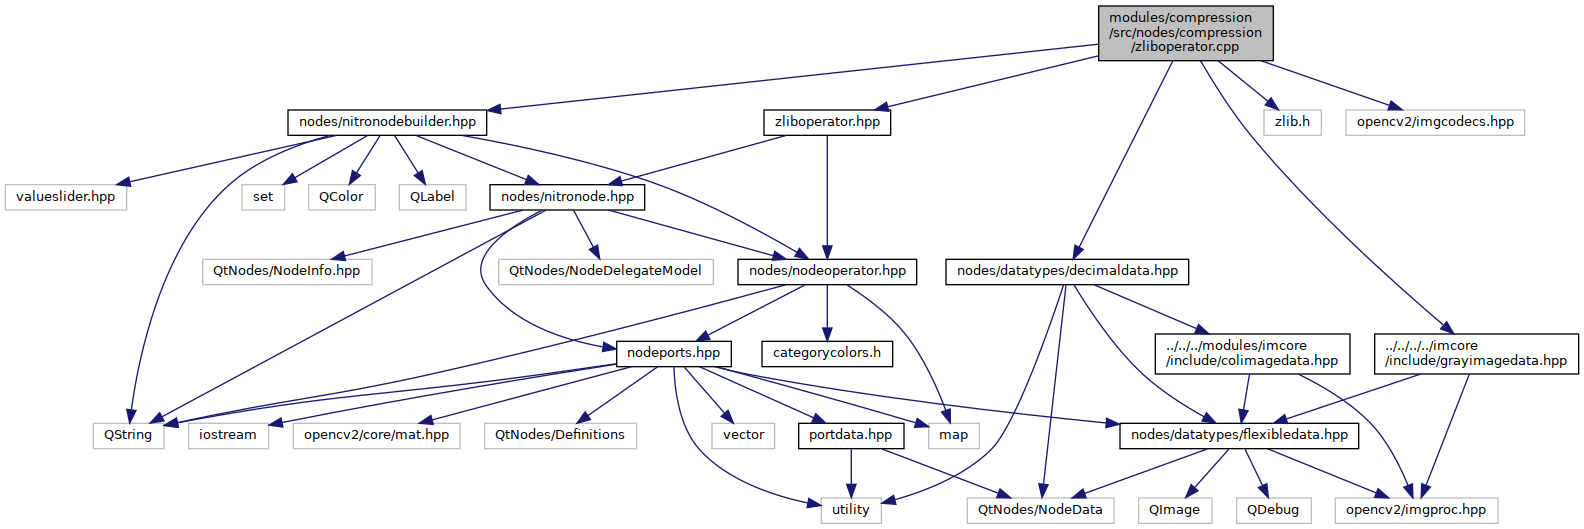 modules/compression
/src/nodes/compression
/zliboperator.cpp
nodes/nitronodebuilder.hpp
zliboperator.hpp
zlib.h
opencv2/imgcodecs.hpp
valueslider.hpp
set
QColor
QLabel
nodes/nitronode.hpp
QtNodes/NodeInfo.hpp
QtNodes/NodeDelegateModel
nodes/nodeoperator.hpp
nodes/datatypes/decimaldata.hpp
nodeports.hpp
categorycolors.h
../../../modules/imcore
/include/colimagedata.hpp
../../../../imcore
/include/grayimagedata.hpp
QString
iostream
opencv2/core/mat.hpp
QtNodes/Definitions
vector
portdata.hpp
map
nodes/datatypes/flexibledata.hpp
utility
QtNodes/NodeData
QImage
QDebug
opencv2/imgproc.hpp